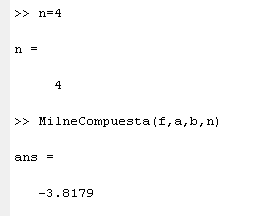 >> n=4
n =
4
>> MilneCompuesta(f,a,b,n)
ans =
-3.8179